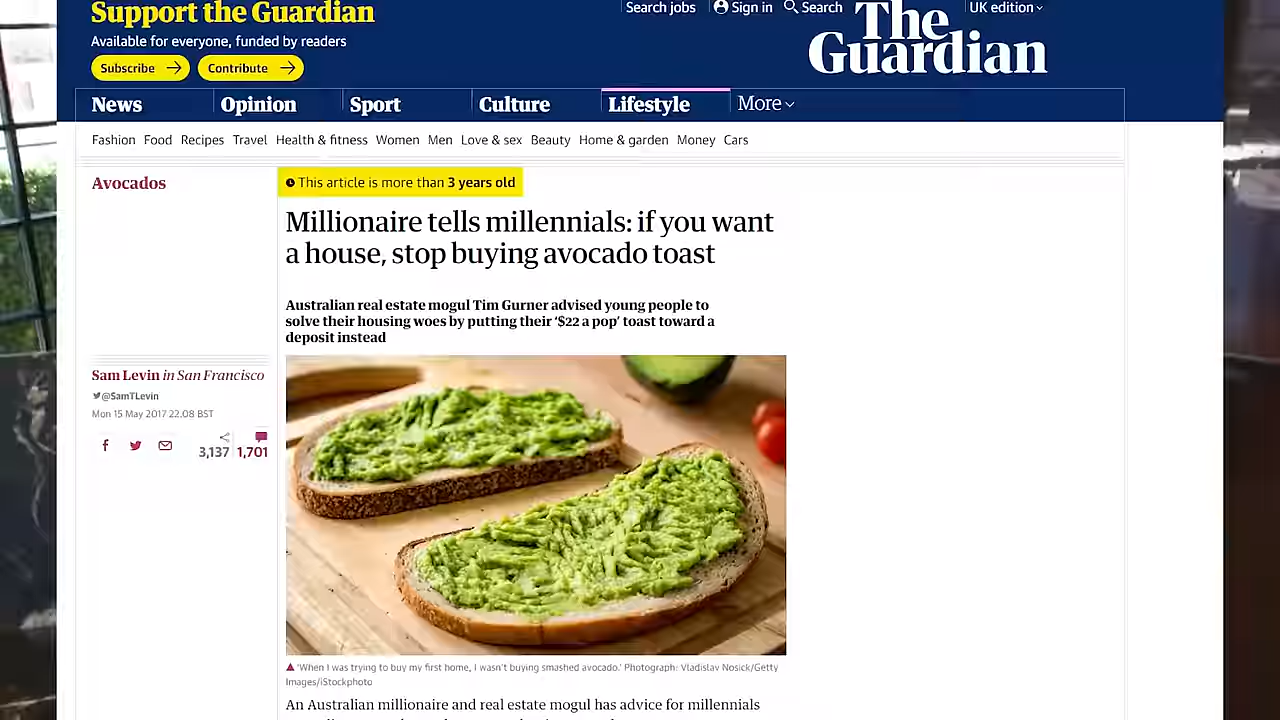 Support the Guardian
Available for everyone, funded by readers
Subscribe
Contribute
Search jobs
Sign in
Search
UK edition
The
Guardian
News
Opinion
Sport
Culture
Lifestyle
More
Fashion Food Recipes Travel Health & fitness Women Men Love & sex Beauty Home & garden Money Cars
Avocados
This article is more than 3 years old
Millionaire tells millennials: if you want
a house, stop buying avocado toast
Australian real estate mogul Tim Gurner advised young people to
solve their housing woes by putting their ‘$22 a pop’ toast toward a
deposit instead
Sam Levin in San Francisco
@SamTLevin
Mon 15 May 2017 22.08 BST
3,137
1,701
‘When I was trying to buy my first home, I wasn’t buying smashed avocado.’ Photograph: Vladislav Nosick/Getty
Images/iStockphoto
An Australian millionaire and real estate mogul has advice for millennials